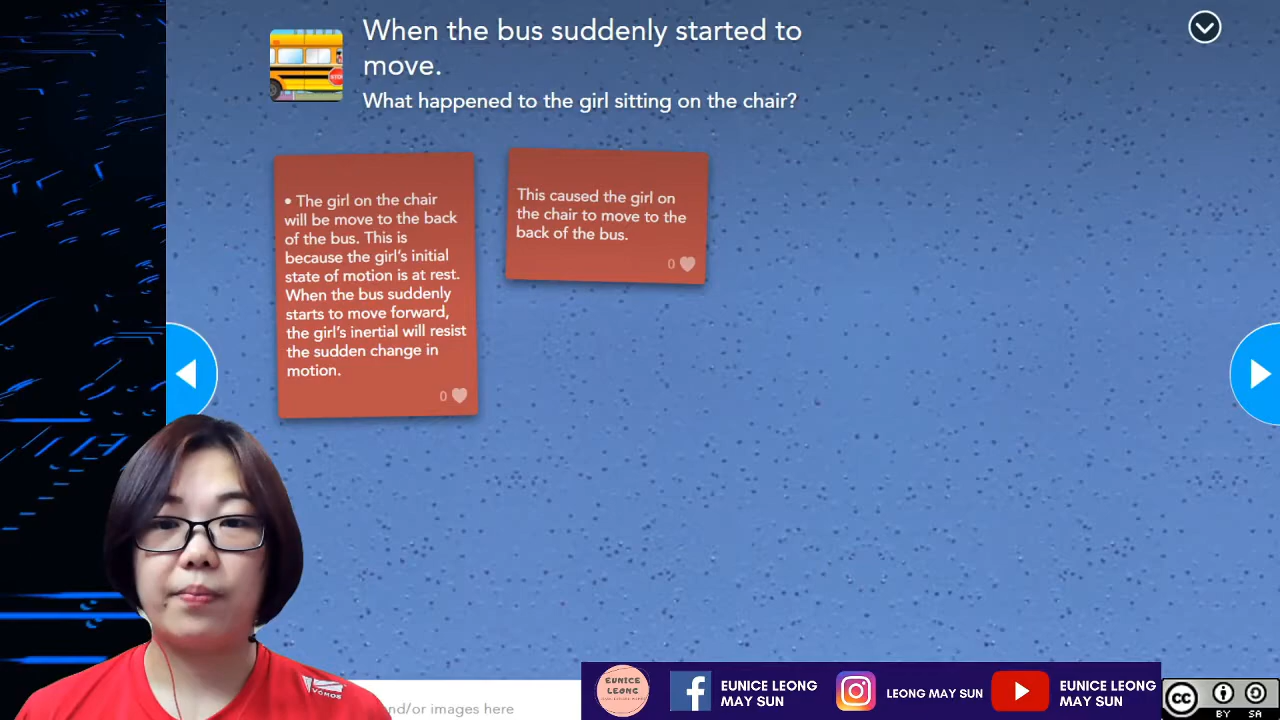 When the bus suddenly started to
move.
What happened to the girl sitting on the chair?
• The girl on the chair
will be move to the back
of the bus. This is
because the girl's initial
state of motion is at rest.
When the bus suddenly
starts to move forward,
the girl's inertial will resist
the sudden change in
motion.
0
This caused the girl on
the chair to move to the
back of the bus.
0
VOMOS
nd/or images here
EUNICE
LEONG
EUNICE LEONG
MAY SUN
LEONG MAY SUN
EUNICE LEONG
MAY SUN
cc
BY SA